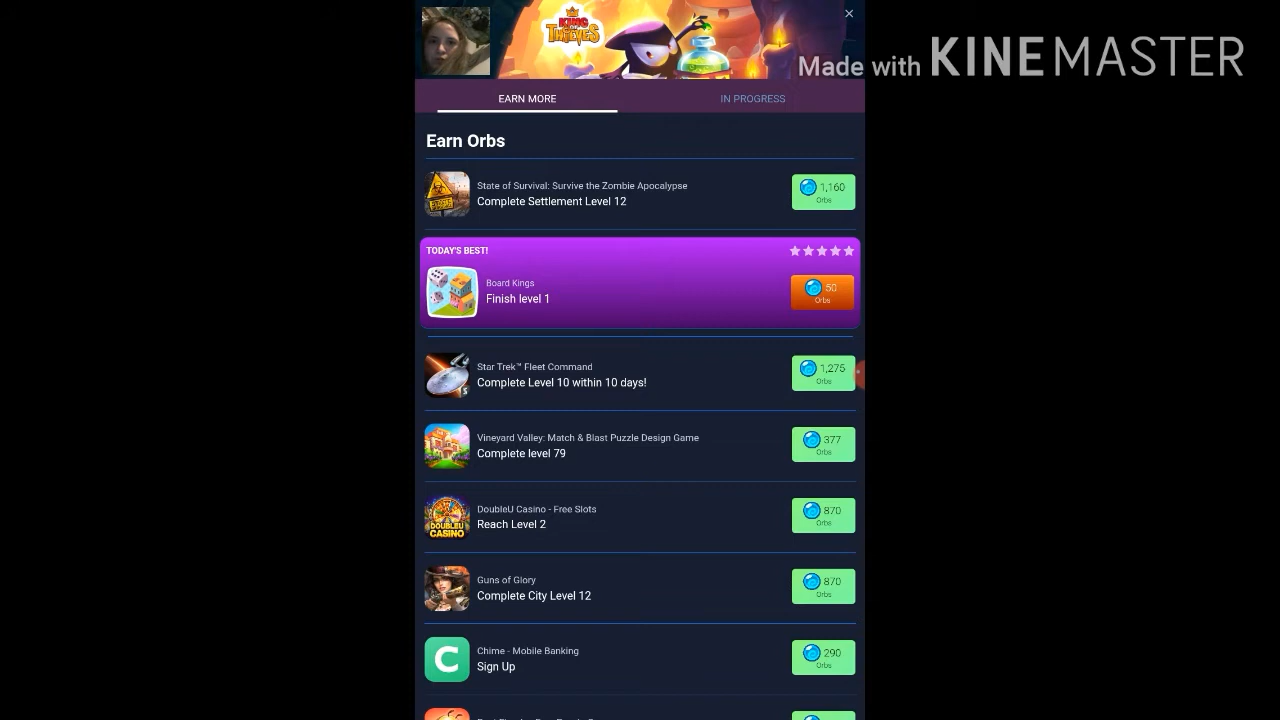 KING
OF
THIEVES
Made with KINEMASTER
EARN MORE
IN PROGRESS
Earn Orbs
State of Survival: Survive the Zombie Apocalypse
Complete Settlement Level 12
1,160
Orbs
TODAY'S BEST!
Board Kings
Finish level 1
50
Orbs
Star Trek™ Fleet Command
Complete Level 10 within 10 days!
1,275
Orbs
Vineyard Valley: Match & Blast Puzzle Design Game
Complete level 79
377
Orbs
DOUBLEU
CASINO
DoubleU Casino - Free Slots
Reach Level 2
870
Orbs
Guns of Glory
Complete City Level 12
870
Orbs
C
Chime - Mobile Banking
Sign Up
290
Orbs